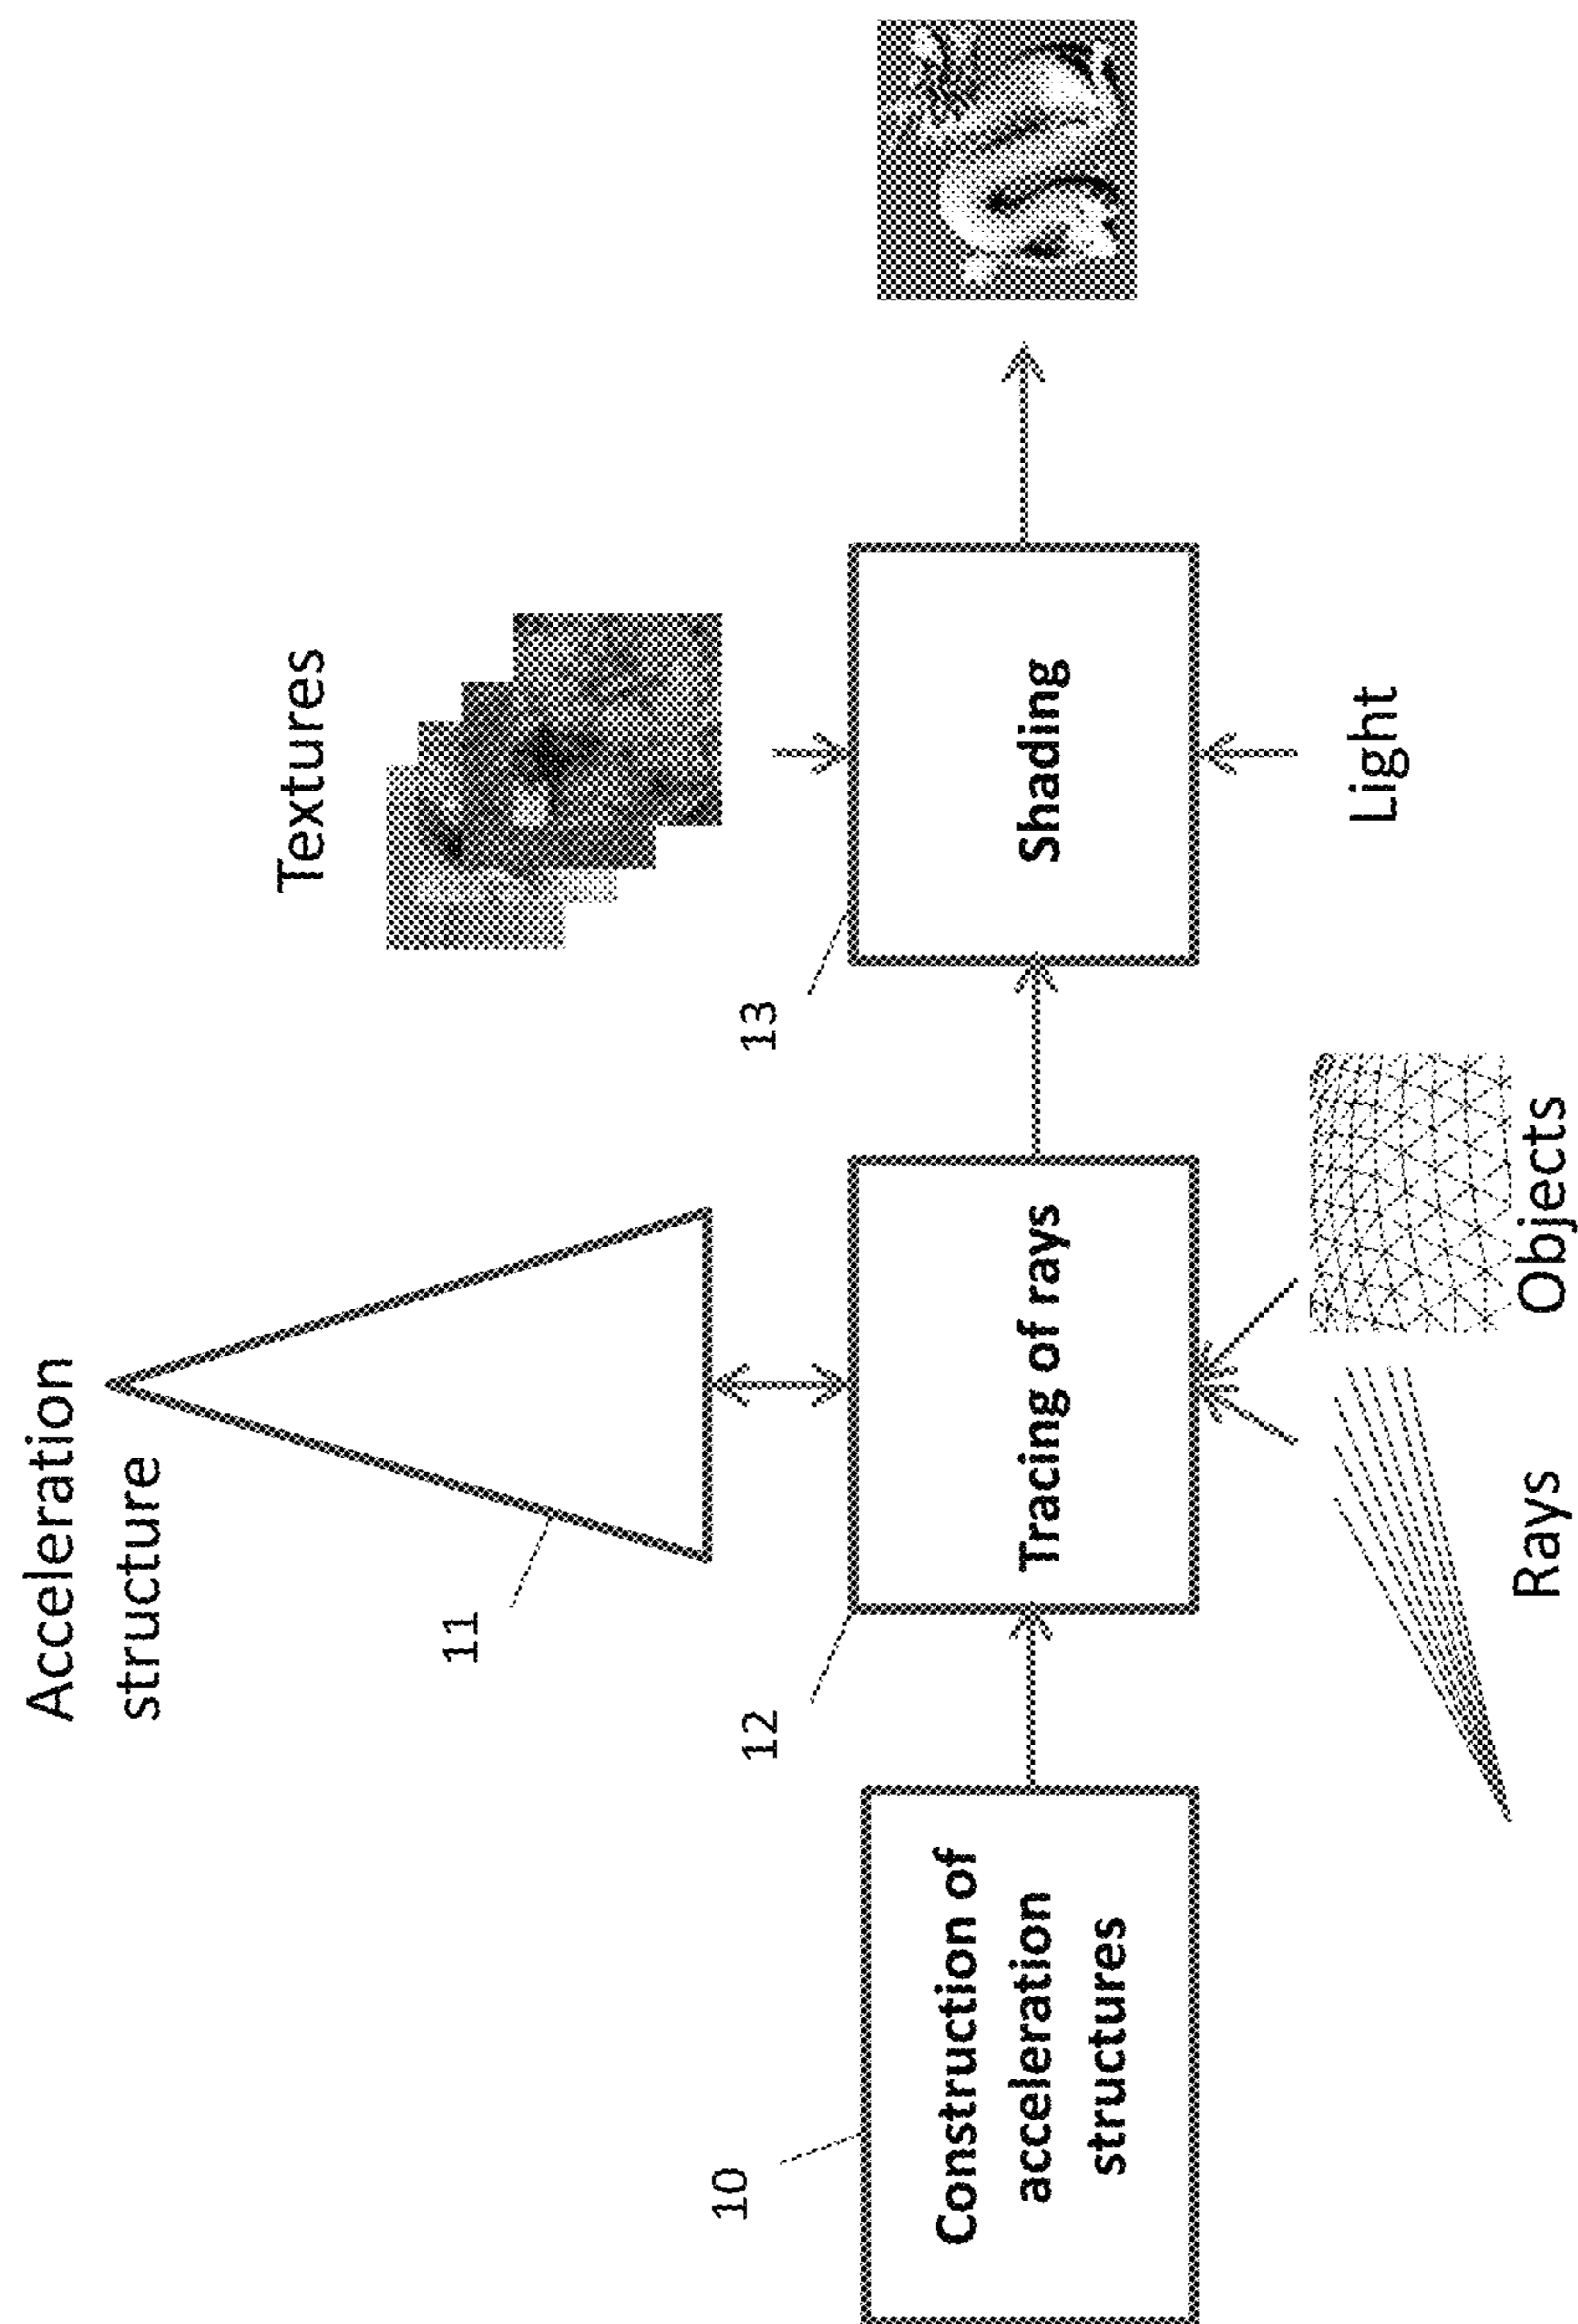 Acceleration
structure
11
Textures
10
Construction of
acceleration
structures
12
Tracing of rays
13
Shading
Rays
Objects
Light